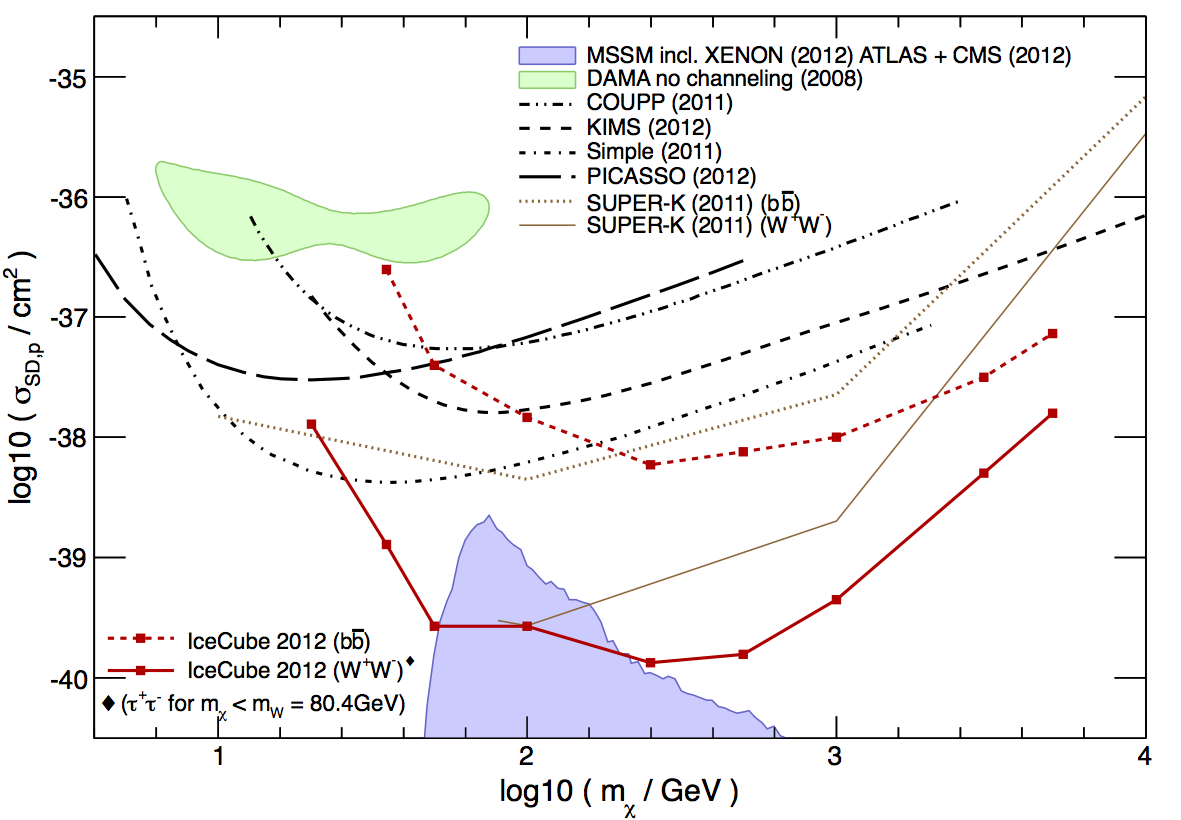 -35
-36
-37
-38
-39
-40
log10 ( σSD,p / cm² )
MSSM incl. XENON (2012) ATLAS + CMS (2012)
DAMA no channeling (2008)
COUPP (2011)
KIMS (2012)
Simple (2011)
PICASSO (2012)
SUPER-K (2011) (bb̅)
SUPER-K (2011) (W⁺W⁻)
IceCube 2012 (bb̅)
IceCube 2012 (W⁺W⁻)♦
♦ (τ⁺τ⁻ for mχ < mW = 80.4GeV)
1 2 3 4
log10 ( mχ / GeV )